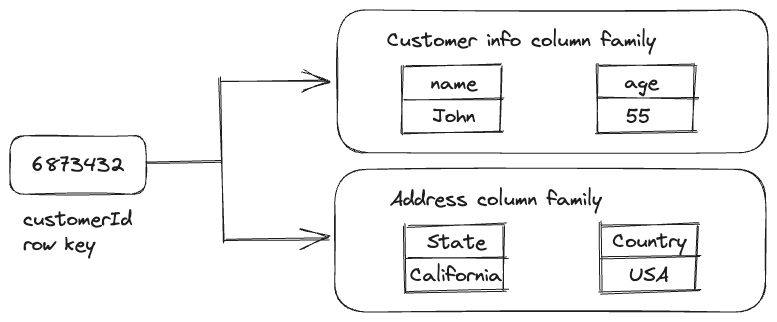 Customer info column family
name
age
John
55
6873432
customerId
row key
Address column family
State
Country
California
USA